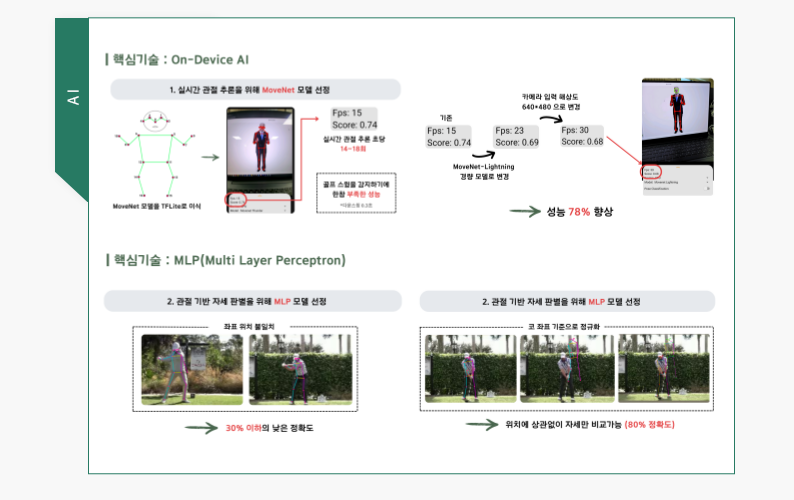 AI
핵심기술 : On-Device AI
1. 실시간 관절 추론을 위해 MoveNet 모델 선정
MoveNet 모델을 TFLite로 이식
Fps: 15
Score: 0.74
실시간 관절 추론 초당
14~18회
골프 스윙을 감지하기에
한참 부족한 성능
기존
Fps: 15
Score: 0.74
MoveNet-Lightning
경량 모델로 변경
Fps: 23
Score: 0.69
카메라 입력 해상도
640*480 으로 변경
Fps: 30
Score: 0.68
성능 78% 향상
핵심기술 : MLP(Multi Layer Perceptron)
2. 관절 기반 자세 판별을 위해 MLP 모델 선정
좌표 위치 불일치
30% 이하의 낮은 정확도
2. 관절 기반 자세 판별을 위해 MLP 모델 선정
코 좌표 기준으로 정규화
위치에 상관없이 자세만 비교가능 (80% 정확도)